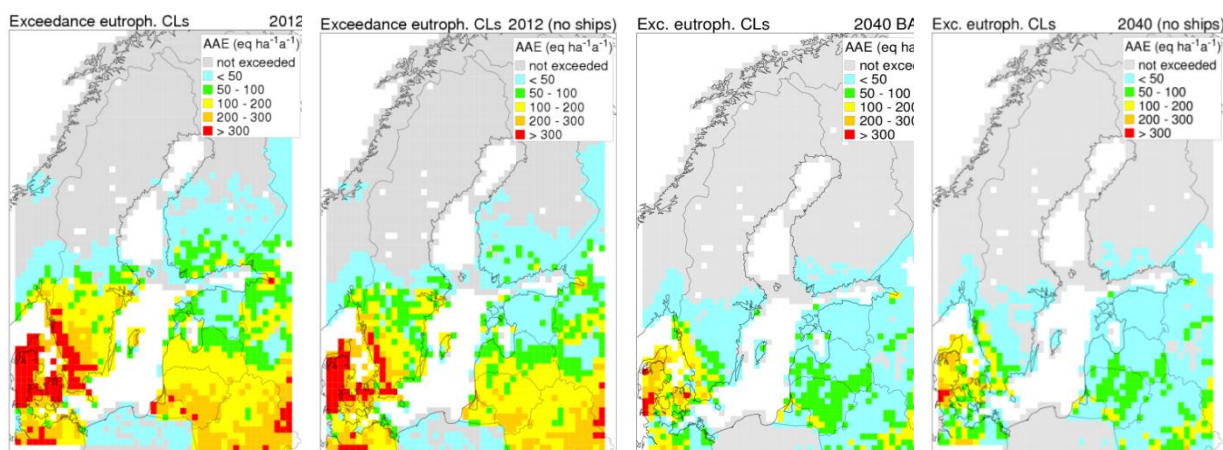 Exceedance eutroph. CLs 2012
AAE (eq ha⁻¹a⁻¹)
not exceeded
< 50
50 - 100
100 - 200
200 - 300
> 300
Exceedance eutroph. CLs 2012 (no ships)
AAE (eq ha⁻¹a⁻¹)
not exceeded
< 50
50 - 100
100 - 200
200 - 300
> 300
Exc. eutroph. CLs 2040 BA
AAE (eq ha⁻¹a⁻¹)
not exceeded
< 50
50 - 100
100 - 200
200 - 300
> 300
Exc. eutroph. CLs 2040 (no ships)
AAE (eq ha⁻¹a⁻¹)
not exceeded
< 50
50 - 100
100 - 200
200 - 300
> 300